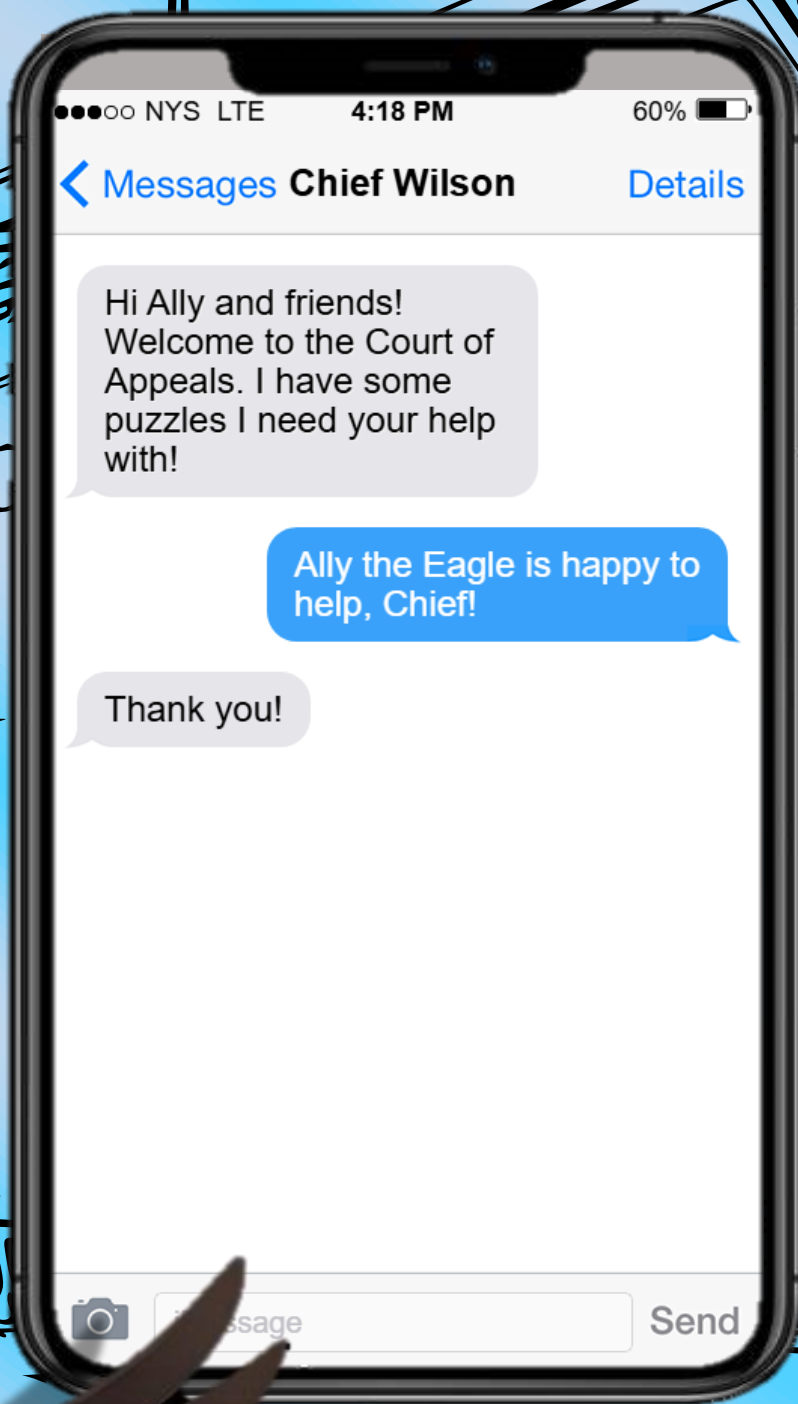 NYS LTE 4:18 PM 60%
Messages Chief Wilson Details
Hi Ally and friends!
Welcome to the Court of
Appeals. I have some
puzzles I need your help
with!
Ally the Eagle is happy to
help, Chief!
Thank you!
Send